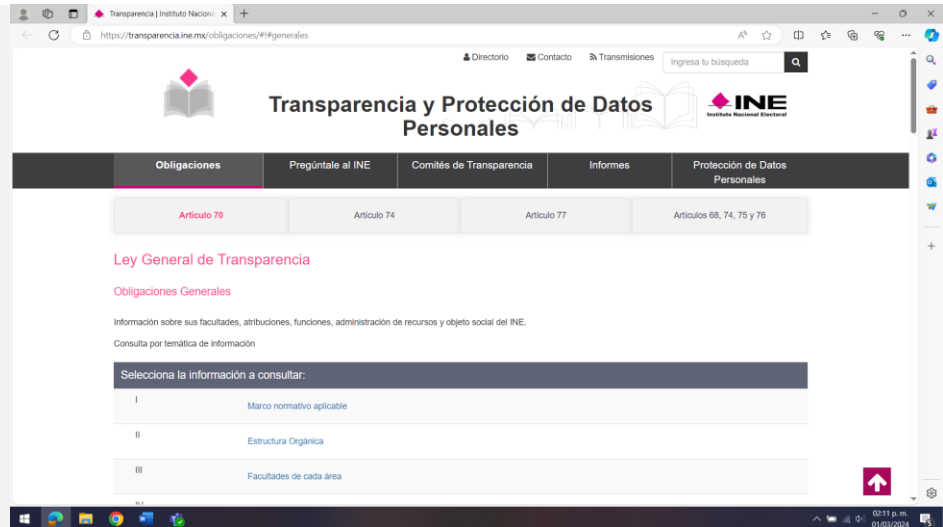 Transparencia | Instituto Naciona
https://transparencia.ine.mx/obligaciones/#!#generales
Directorio Contacto Transmisiones Ingresa tu búsqueda
Transparencia y Protección de Datos Personales
INE
Instituto Nacional Electoral
Obligaciones Pregúntale al INE Comités de Transparencia Informes Protección de Datos Personales
Artículo 70 Artículo 74 Artículo 77 Artículos 68, 74, 75 y 76
Ley General de Transparencia
Obligaciones Generales
Información sobre sus facultades, atribuciones, funciones, administración de recursos y objeto social del INE.
Consulta por temática de información
Selecciona la información a consultar:
I Marco normativo aplicable
II Estructura Orgánica
III Facultades de cada área
IV
02:11 p. m.
01/03/2024